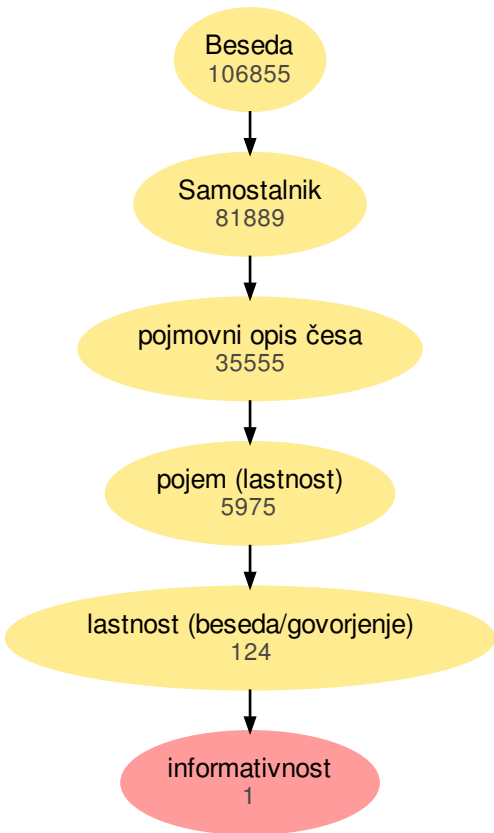 Beseda
106855
Samostalnik
81889
pojmovni opis česa
35555
pojem (lastnost)
5975
lastnost (beseda/govorjenje)
124
informativnost
1